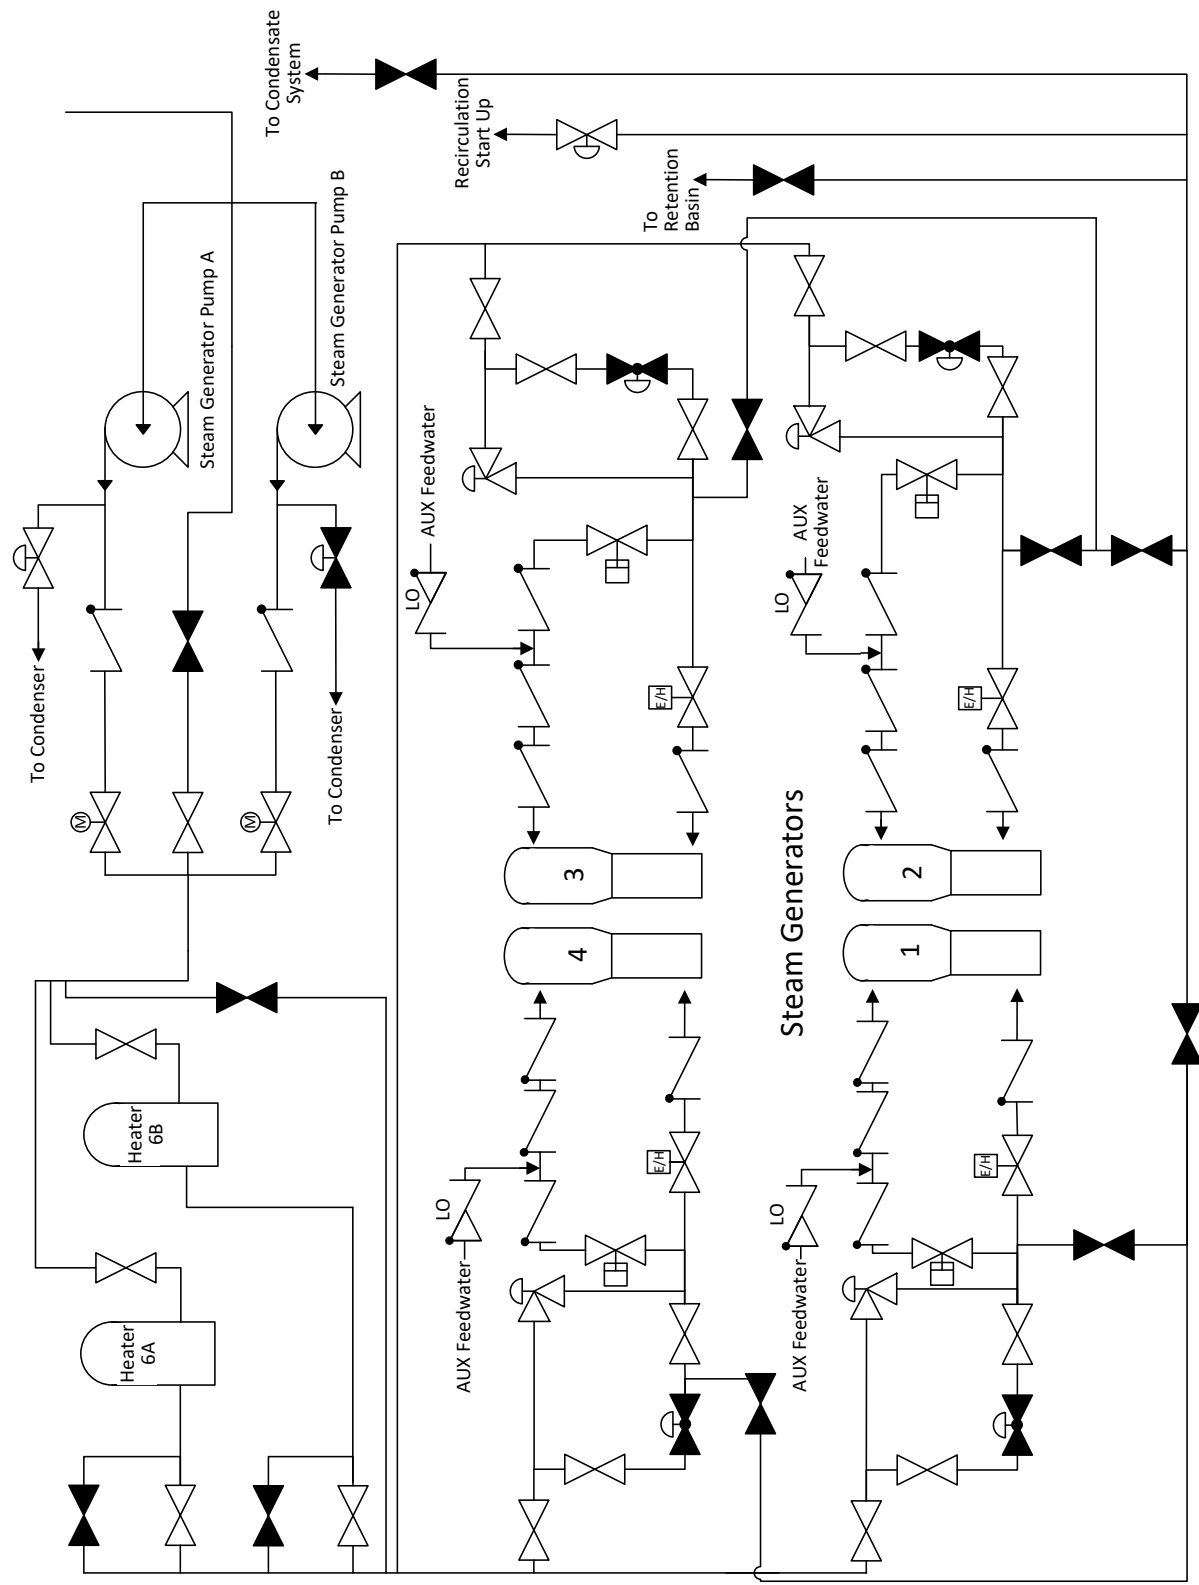 To Condensate
System
Recirculation
Start Up
To
Retention
Basin
Steam Generator Pump A
Steam Generator Pump B
To Condenser
To Condenser
M
M
AUX Feedwater
LO
AUX
Feedwater
LO
E/H
E/H
3
2
4
1
Steam Generators
Heater
6B
Heater
6A
LO
AUX Feedwater
E/H
LO
AUX Feedwater
E/H